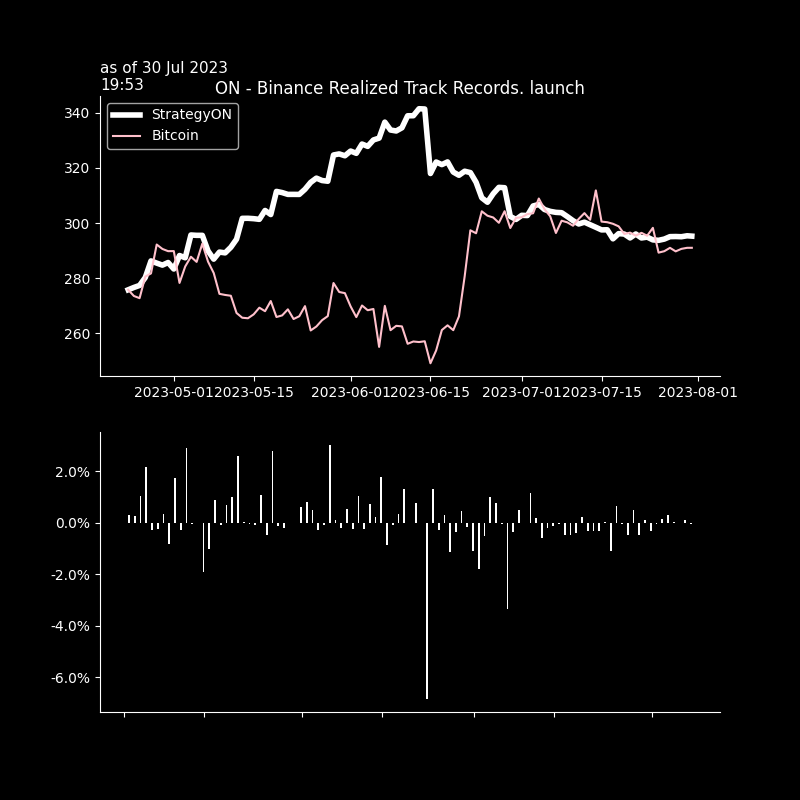 as of 30 Jul 2023
19:53
ON - Binance Realized Track Records. launch
StrategyON
Bitcoin
340
320
300
280
260
2023-05-01 2023-05-15 2023-06-01 2023-06-15 2023-07-01 2023-07-15 2023-08-01
2.0%
0.0%
-2.0%
-4.0%
-6.0%